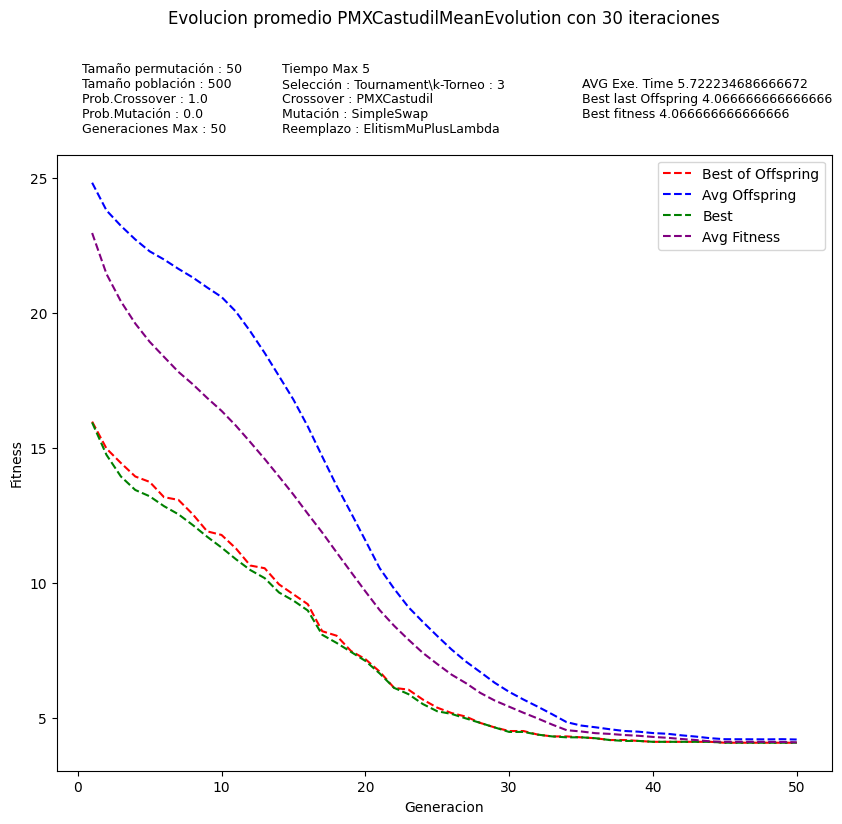 Evolucion promedio PMXCastudilMeanEvolution con 30 iteraciones
Tamaño permutación : 50
Tamaño población : 500
Prob.Crossover : 1.0
Prob.Mutación : 0.0
Generaciones Max : 50
Tiempo Max 5
Selección : Tournament\k-Torneo : 3
Crossover : PMXCastudil
Mutación : SimpleSwap
Reemplazo : ElitismMuPlusLambda
AVG Exe. Time 5.722234686666672
Best last Offspring 4.066666666666666
Best fitness 4.066666666666666
Best of Offspring
Avg Offspring
Best
Avg Fitness
Fitness
25
20
15
10
5
0
10
20
30
40
50
Generacion